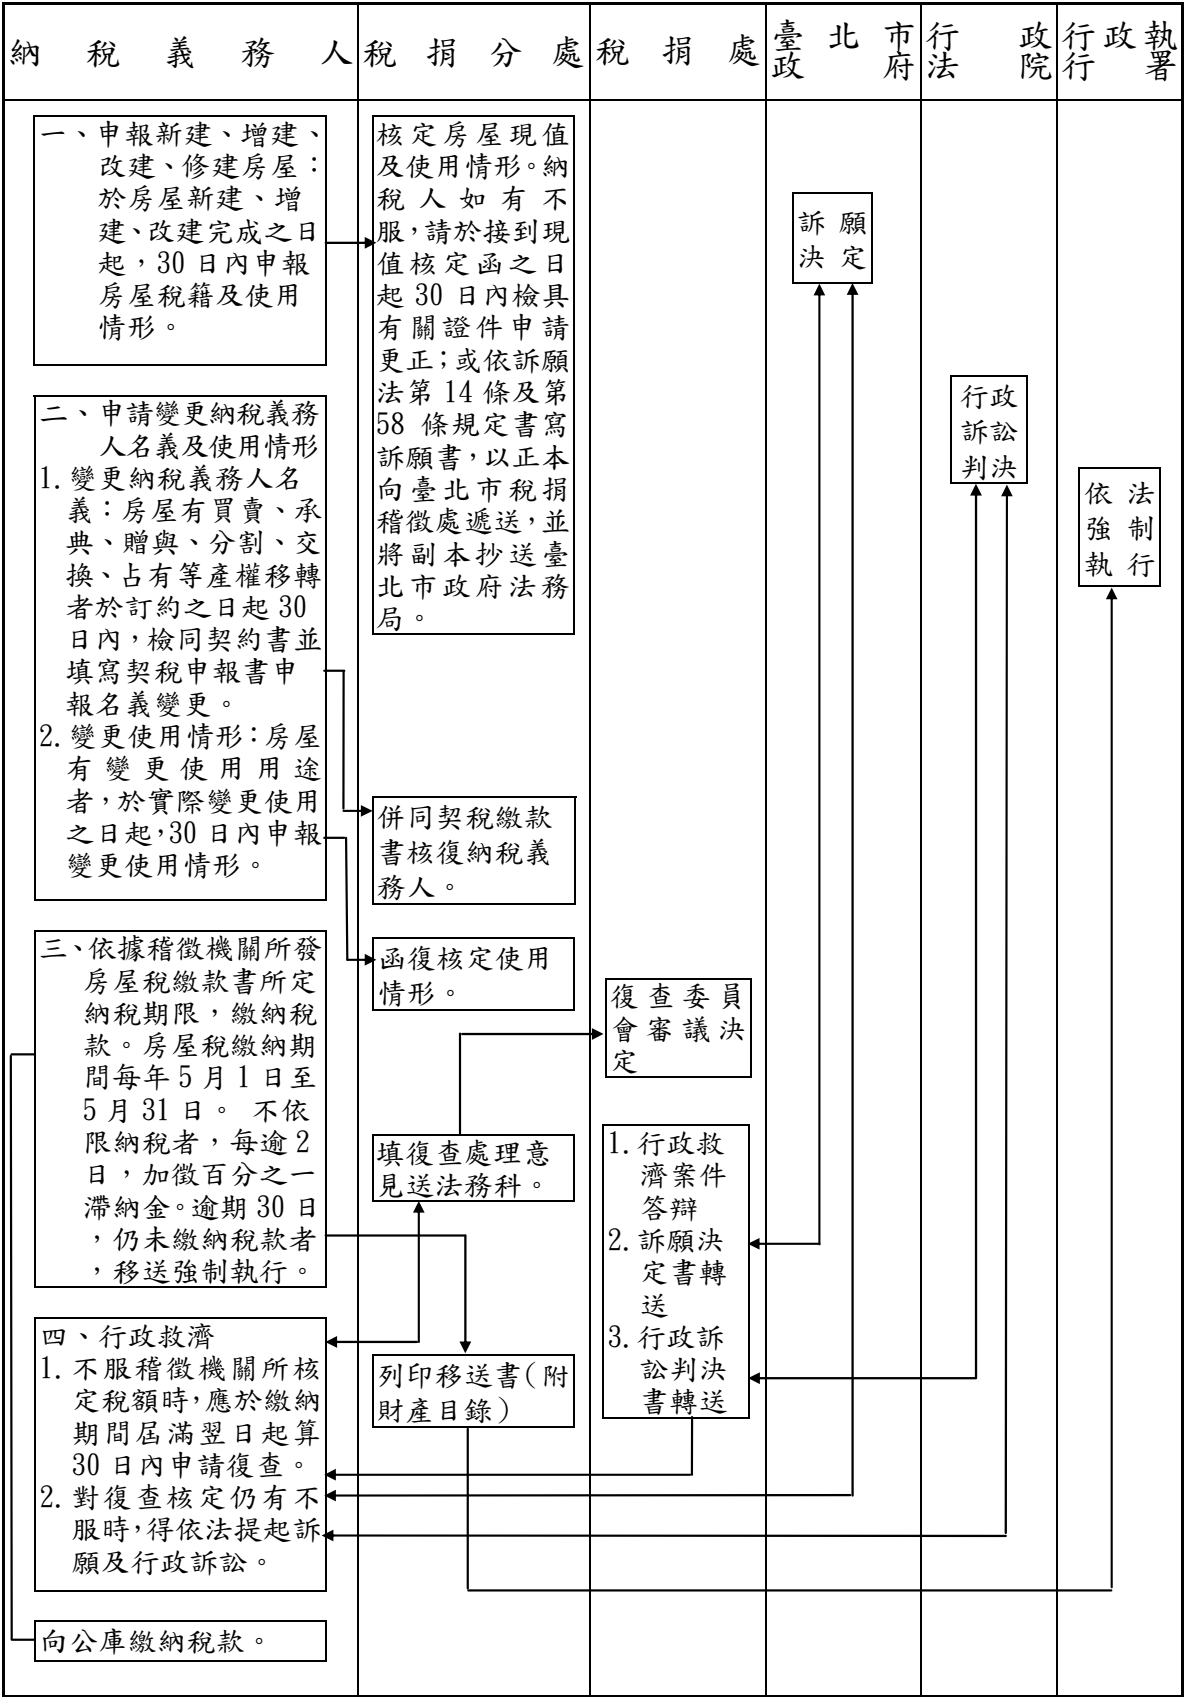 納稅義務人
稅捐分處
稅捐處
臺北市
政府
行政
法院
行政執
行署
一、申報新建、增建、
改建、修建房屋：
於房屋新建、增
建、改建完成之日
起，30日內申報
房屋稅籍及使用
情形。
二、申請變更納稅義務
人名義及使用情形
1.變更納稅義務人名
義：房屋有買賣、承
典、贈與、分割、交
換、占有等產權移轉
者於訂約之日起30
日內，檢同契約書並
填寫契稅申報書申
報名義變更。
2.變更使用情形：房屋
有變更使用用途
者，於實際變更使用
之日起，30日內申報
變更使用情形。
三、依據稽徵機關所發
房屋稅繳款書所定
納稅期限，繳納稅
款。房屋稅繳納期
間每年5月1日至
5月31日。 不依
限納稅者，每逾2
日，加徵百分之一
滯納金。逾期30日
，仍未繳納稅款者
，移送強制執行。
四、行政救濟
1.不服稽徵機關所核
定稅額時，應於繳納
期間屆滿翌日起算
30日內申請復查。
2.對復查核定仍有不
服時，得依法提起訴
願及行政訴訟。
向公庫繳納稅款。
核定房屋現值
及使用情形。納
稅人如有不
服，請於接到現
值核定函之日
起30日內檢具
有關證件申請
更正；或依訴願
法第14條及第
58條規定書寫
訴願書，以正本
向臺北市稅捐
稽徵處遞送，並
將副本抄送臺
北市政府法務
局。
併同契稅繳款
書核復納稅義
務人。
函復核定使用
情形。
填復查處理意
見送法務科。
列印移送書(附
財產目錄)
復查委員
會審議決
定
1.行政救
濟案件
答辯
2.訴願決
定書轉
送
3.行政訴
訟判決
書轉送
訴願
決定
行政
訴訟
判決
依法
強制
執行